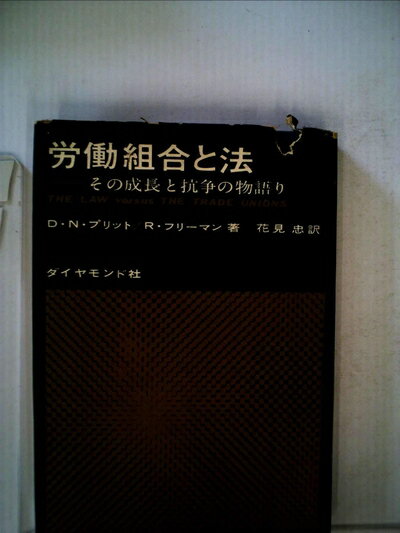 労働組合と法
その成長と抗争の物語り
THE LAW versus THE TRADE UNIONS
D・N・プリット R・フリーマン 著 花見 忠訳
ダイヤモンド社